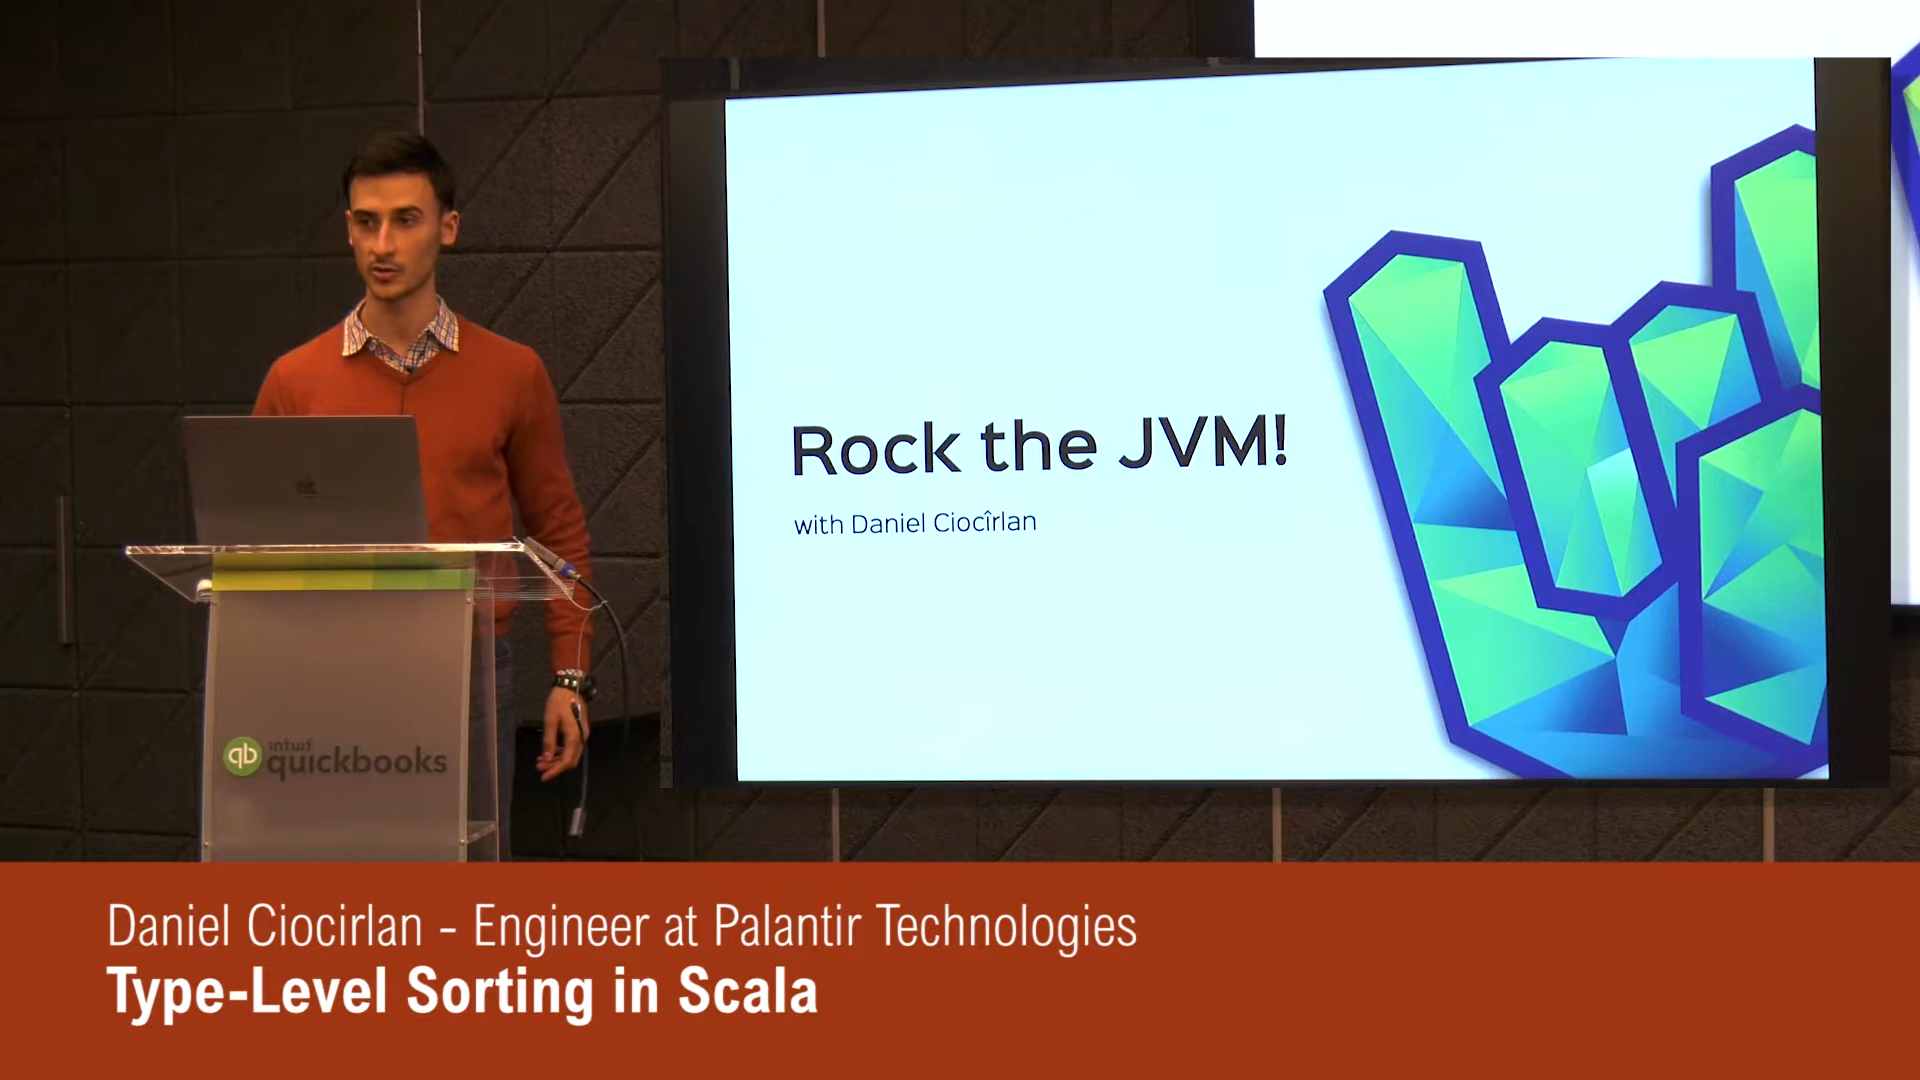 Rock the JVM!
with Daniel Ciocîrlan
intuit
qb quickbooks
Daniel Ciocirlan - Engineer at Palantir Technologies
Type-Level Sorting in Scala